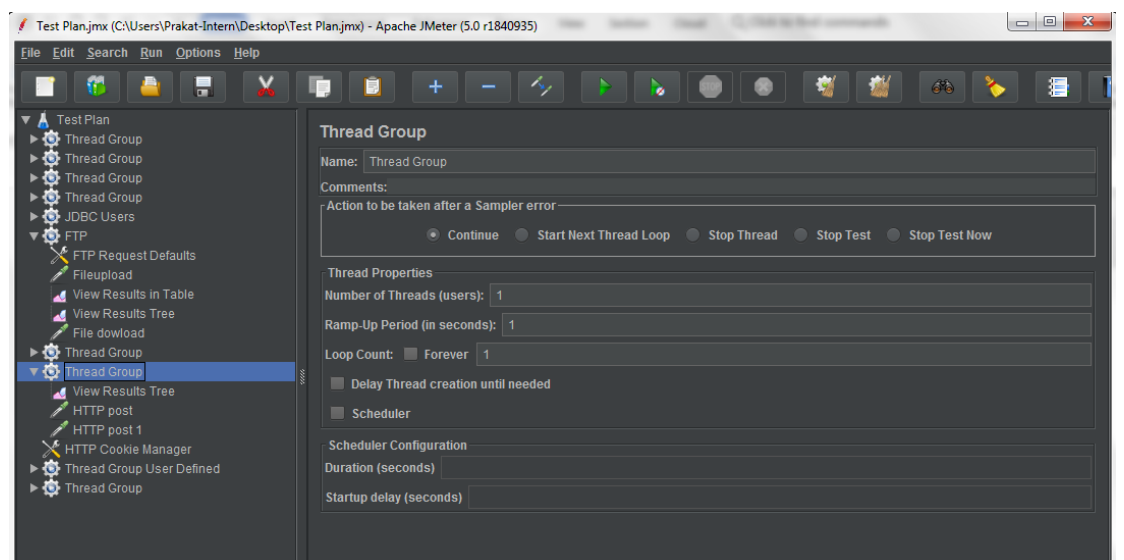 Test Plan.jmx (C:\Users\Prakat-Intern\Desktop\Test Plan.jmx) - Apache JMeter (5.0 r1840935)
File Edit Search Run Options Help
Test Plan
Thread Group
Thread Group
Thread Group
Thread Group
JDBC Users
FTP
FTP Request Defaults
Fileupload
View Results in Table
View Results Tree
File dowload
Thread Group
Thread Group
View Results Tree
HTTP post
HTTP post 1
HTTP Cookie Manager
Thread Group User Defined
Thread Group
Thread Group
Name: Thread Group
Comments:
Action to be taken after a Sampler error
Continue Start Next Thread Loop Stop Thread Stop Test Stop Test Now
Thread Properties
Number of Threads (users): 1
Ramp-Up Period (in seconds): 1
Loop Count: Forever 1
Delay Thread creation until needed
Scheduler
Scheduler Configuration
Duration (seconds)
Startup delay (seconds)